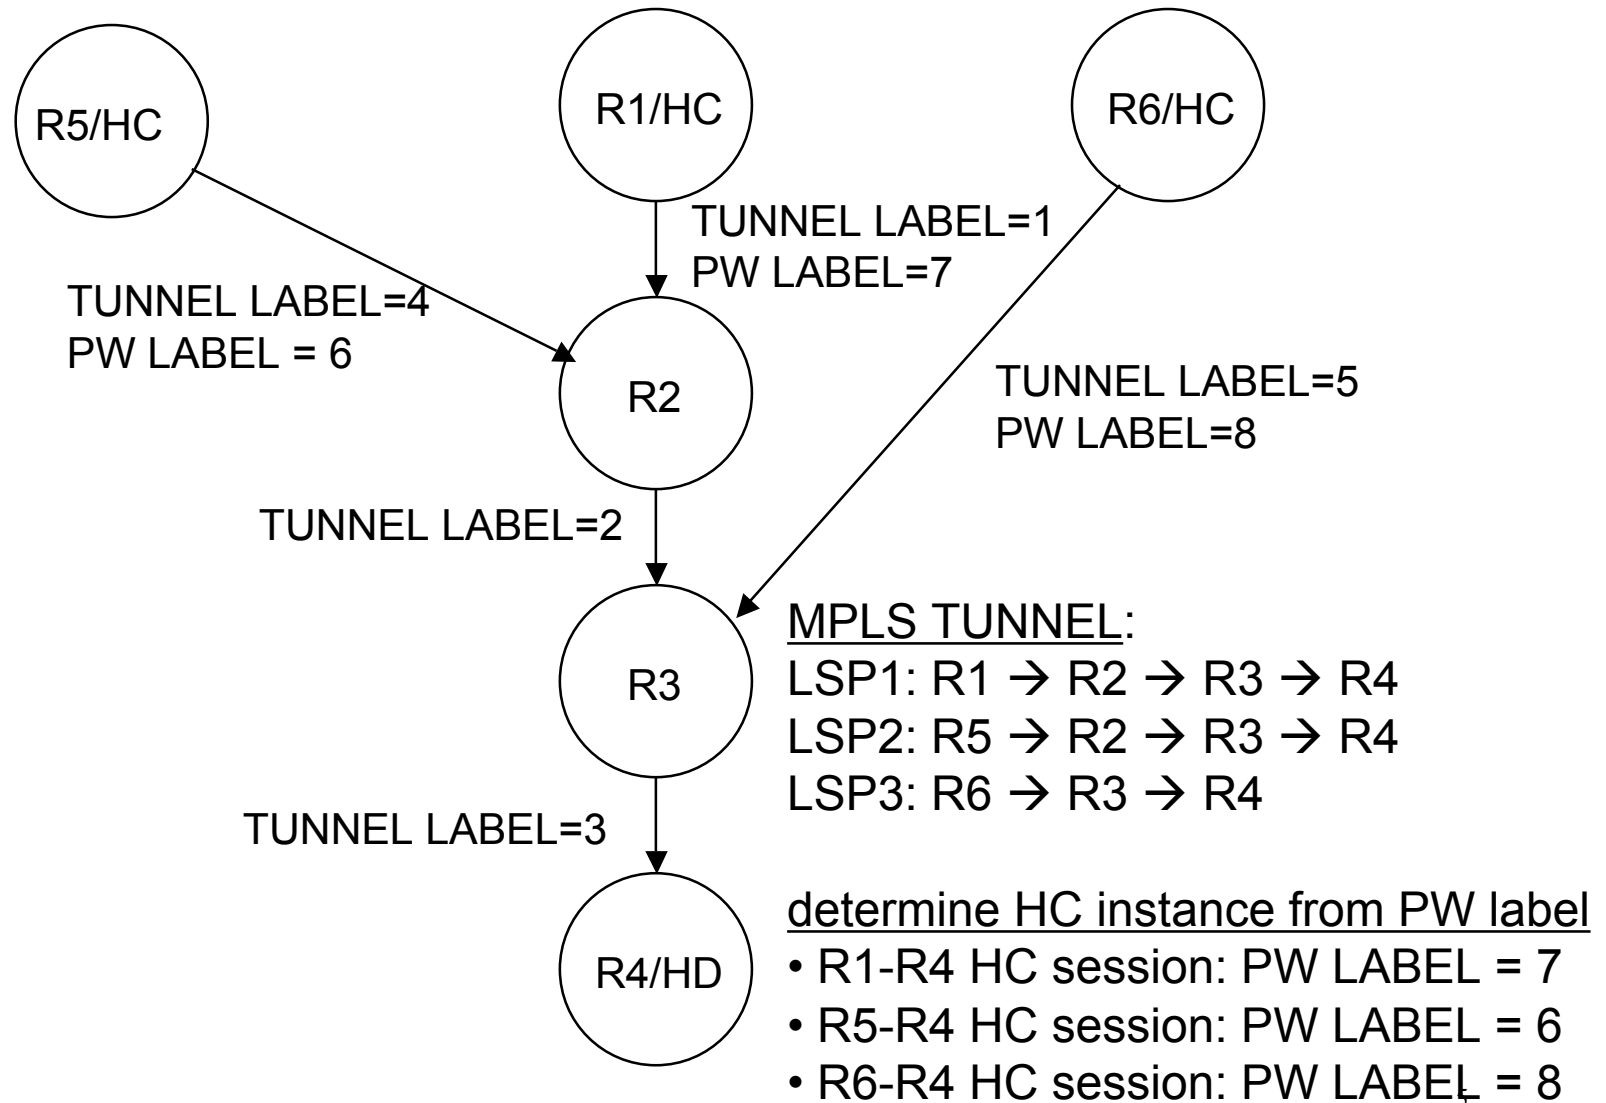 R5/HC
R1/HC
R6/HC
TUNNEL LABEL=1
PW LABEL=7
TUNNEL LABEL=4
PW LABEL = 6
R2
TUNNEL LABEL=5
PW LABEL=8
TUNNEL LABEL=2
R3
MPLS TUNNEL:
LSP1: R1 → R2 → R3 → R4
LSP2: R5 → R2 → R3 → R4
LSP3: R6 → R3 → R4
TUNNEL LABEL=3
R4/HD
determine HC instance from PW label
• R1-R4 HC session: PW LABEL = 7
• R5-R4 HC session: PW LABEL = 6
• R6-R4 HC session: PW LABEL = 8